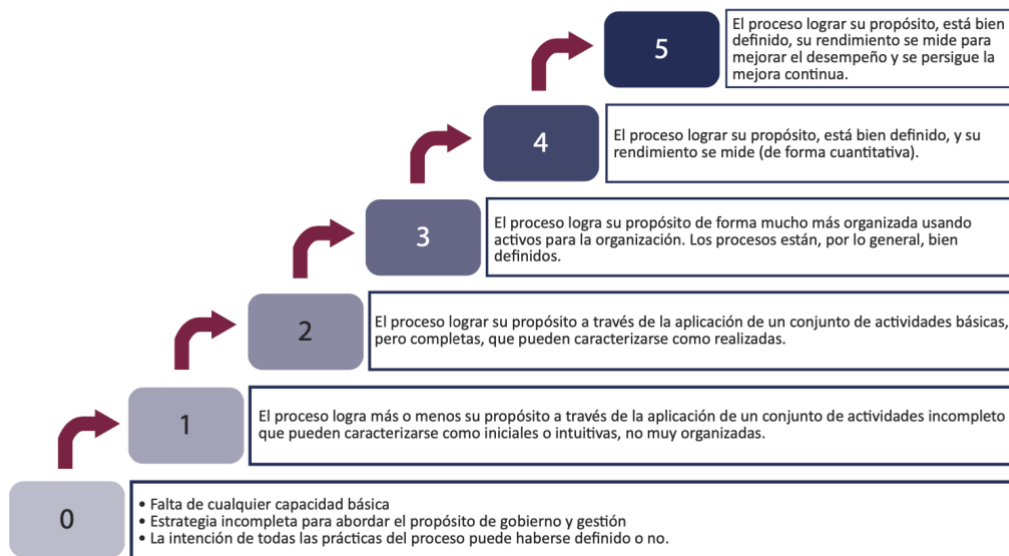 5
El proceso lograr su propósito, está bien
definido, su rendimiento se mide para
mejorar el desempeño y se persigue la
mejora continua.
4
El proceso lograr su propósito, está bien definido, y su
rendimiento se mide (de forma cuantitativa).
3
El proceso logra su propósito de forma mucho más organizada usando
activos para la organización. Los procesos están, por lo general, bien
definidos.
2
El proceso lograr su propósito a través de la aplicación de un conjunto de actividades básicas,
pero completas, que pueden caracterizarse como realizadas.
1
El proceso logra más o menos su propósito a través de la aplicación de un conjunto de actividades incompleto
que pueden caracterizarse como iniciales o intuitivas, no muy organizadas.
0
• Falta de cualquier capacidad básica
• Estrategia incompleta para abordar el propósito de gobierno y gestión
• La intención de todas las prácticas del proceso puede haberse definido o no.